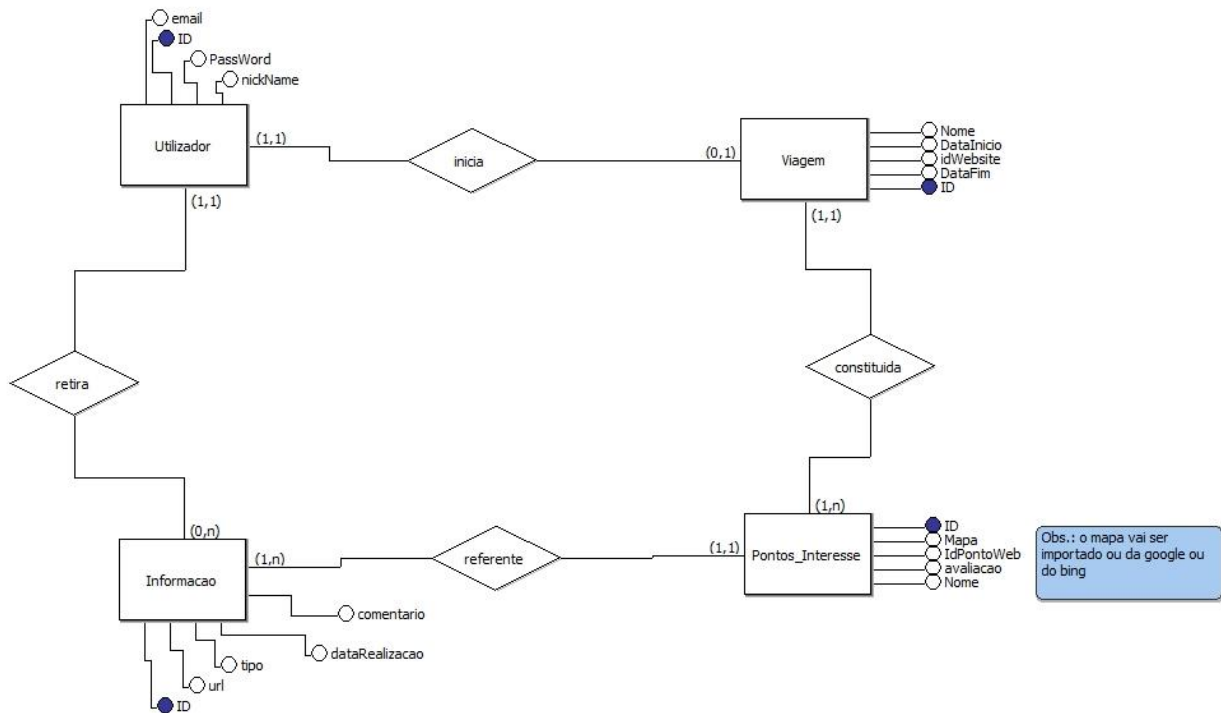 email
ID
PassWord
nickName
Utilizador
(1,1)
inicia
(0,1)
Viagem
Nome
DataInicio
idWebsite
DataFim
ID
(1,1)
(1,1)
retira
constituida
(0,n)
(1,n)
Informacao
(1,n)
referente
(1,1)
Pontos_Interesse
ID
Mapa
IdPontoWeb
avaliacao
Nome
Obs.: o mapa vai ser
importado ou da google ou
do bing
comentario
dataRealizacao
tipo
url
ID